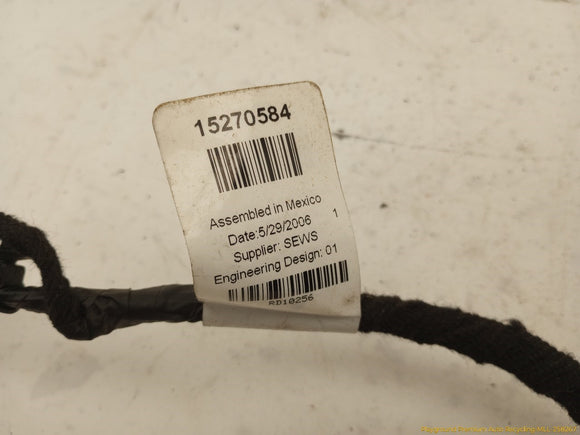 15270584
Assembled in Mexico
Date:5/29/2006 1
Supplier: SEWS
Engineering Design: 01
RD10256